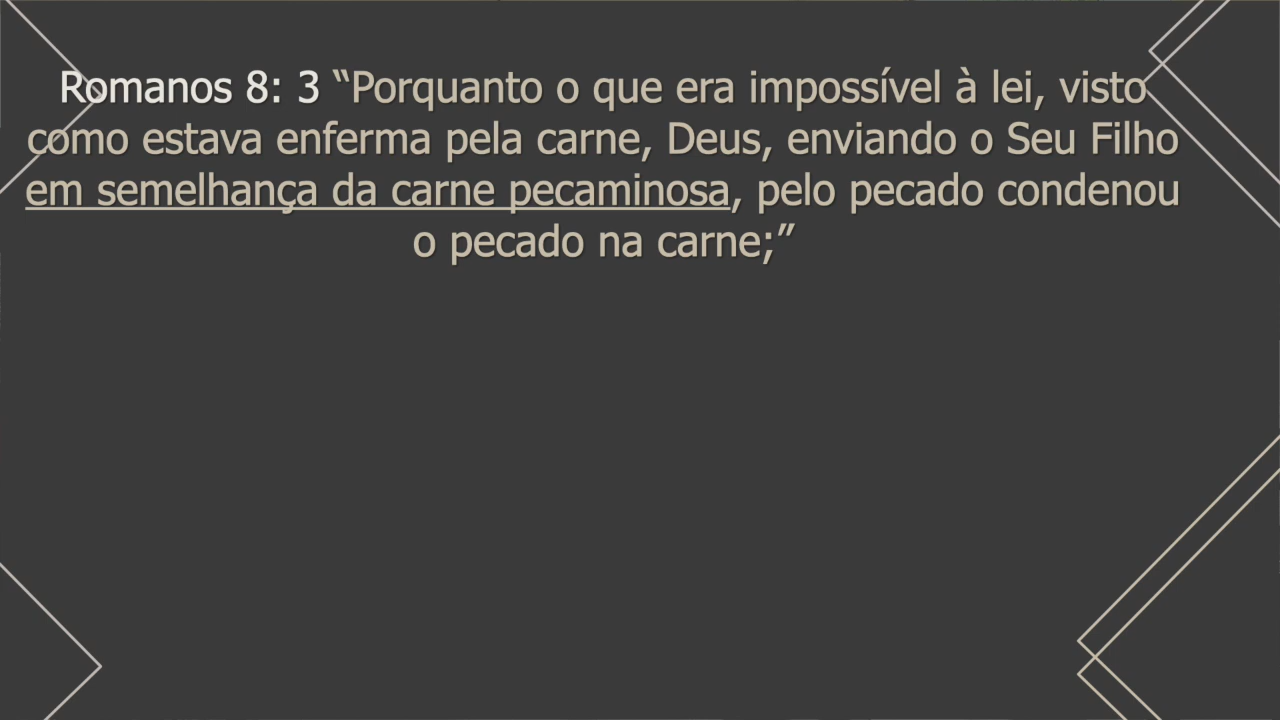 Romanos 8: 3 “Porquanto o que era impossível à lei, visto
como estava enferma pela carne, Deus, enviando o Seu Filho
em semelhança da carne pecaminosa, pelo pecado condenou
o pecado na carne;”